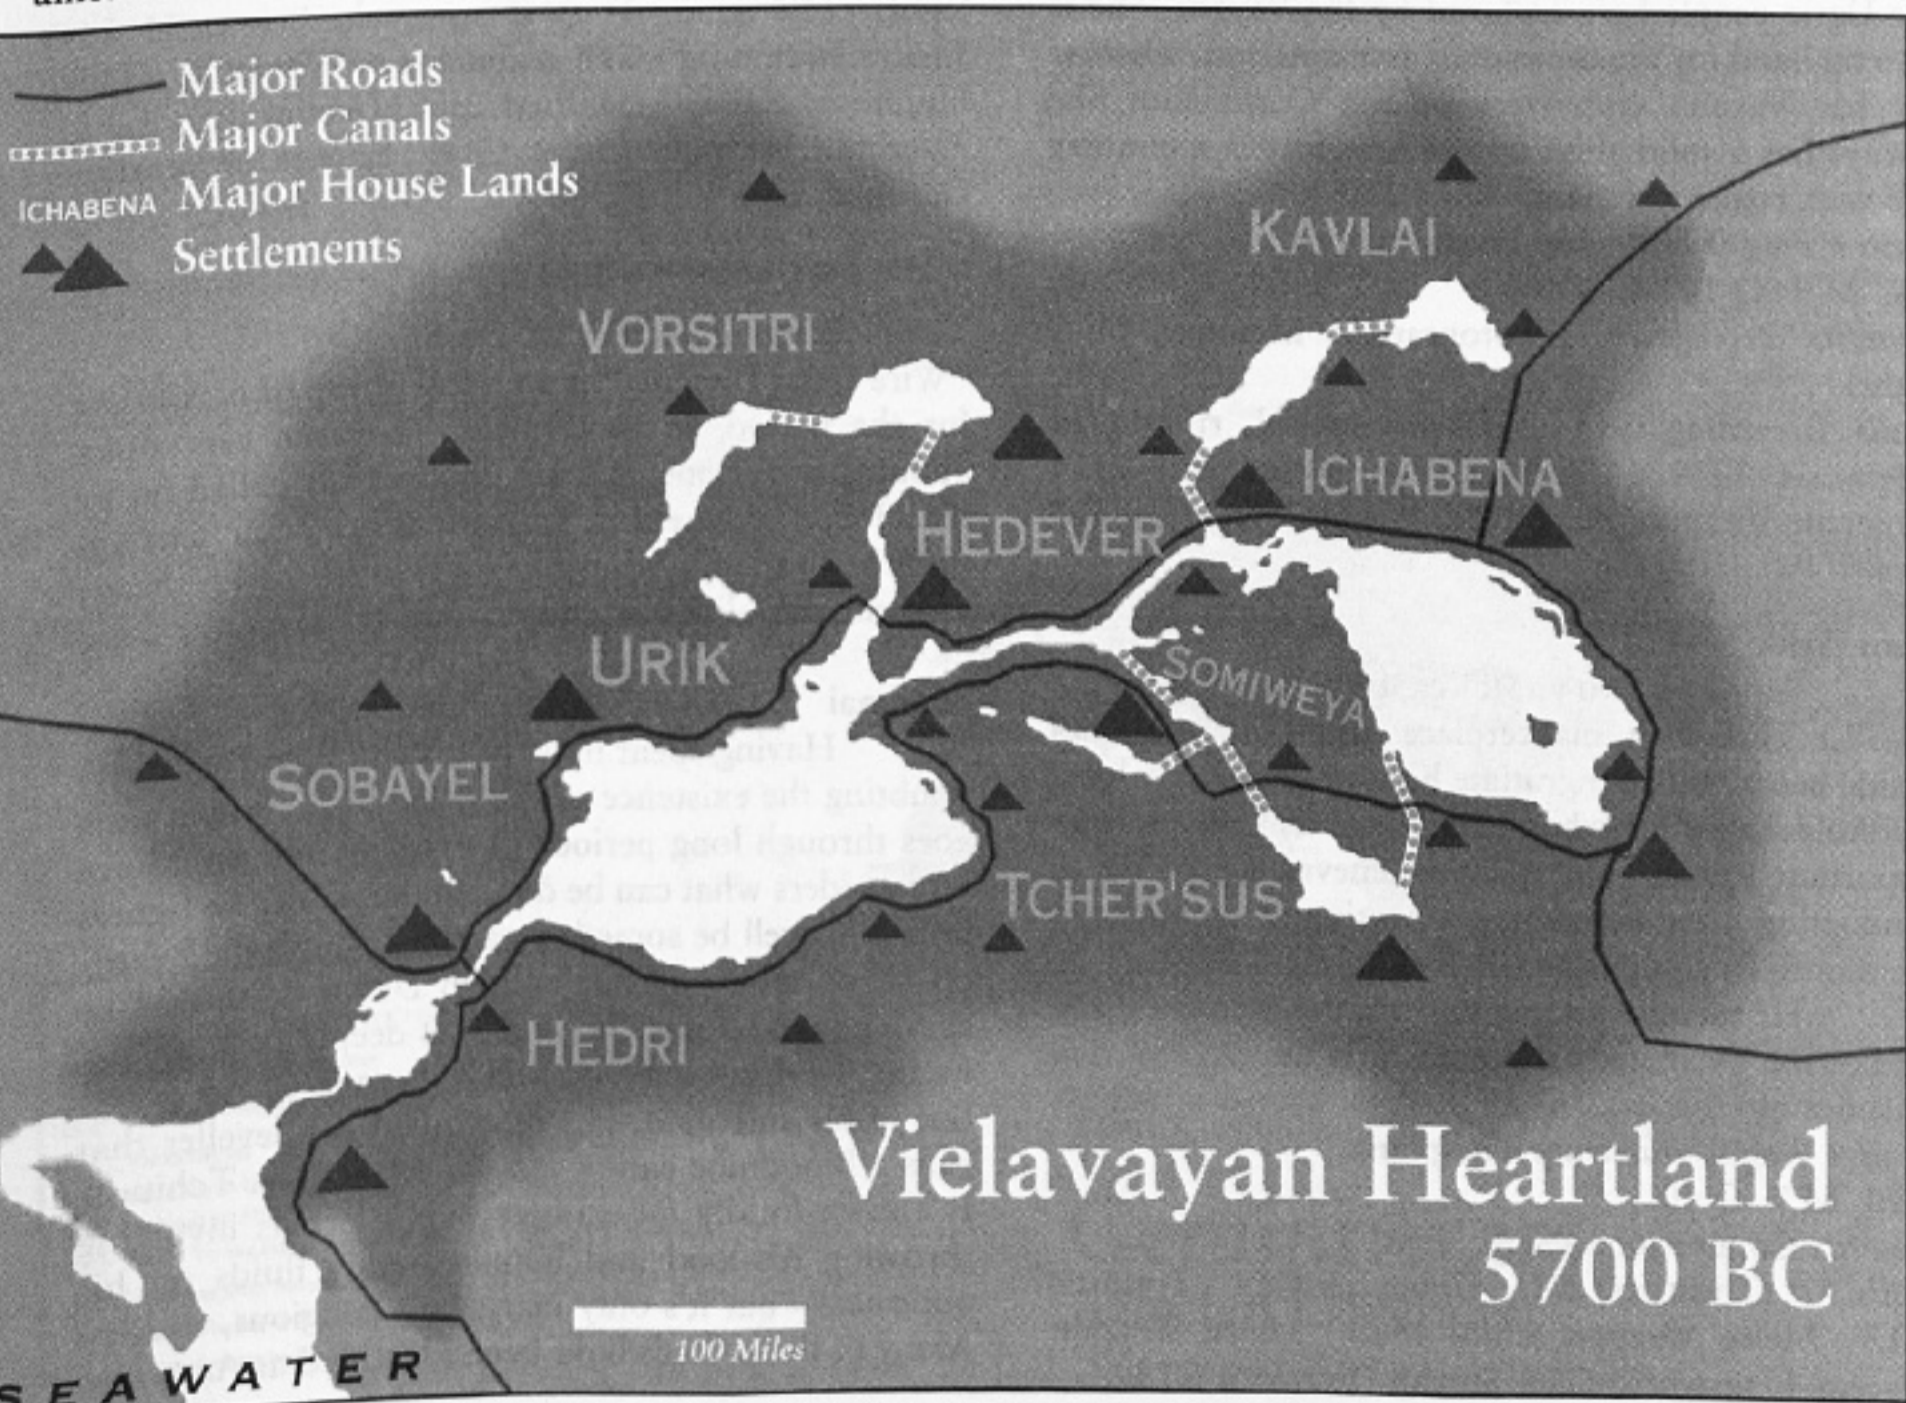 Major Roads
Major Canals
ICHABENA Major House Lands
Settlements
KAVLAI
VORSITRI
ICHABENA
HEDEVER
URIK
SOMIWEYA
SOBAYEL
TCHER'SUS
HEDRI
Vielavayan Heartland
5700 BC
100 Miles
SEAWATER